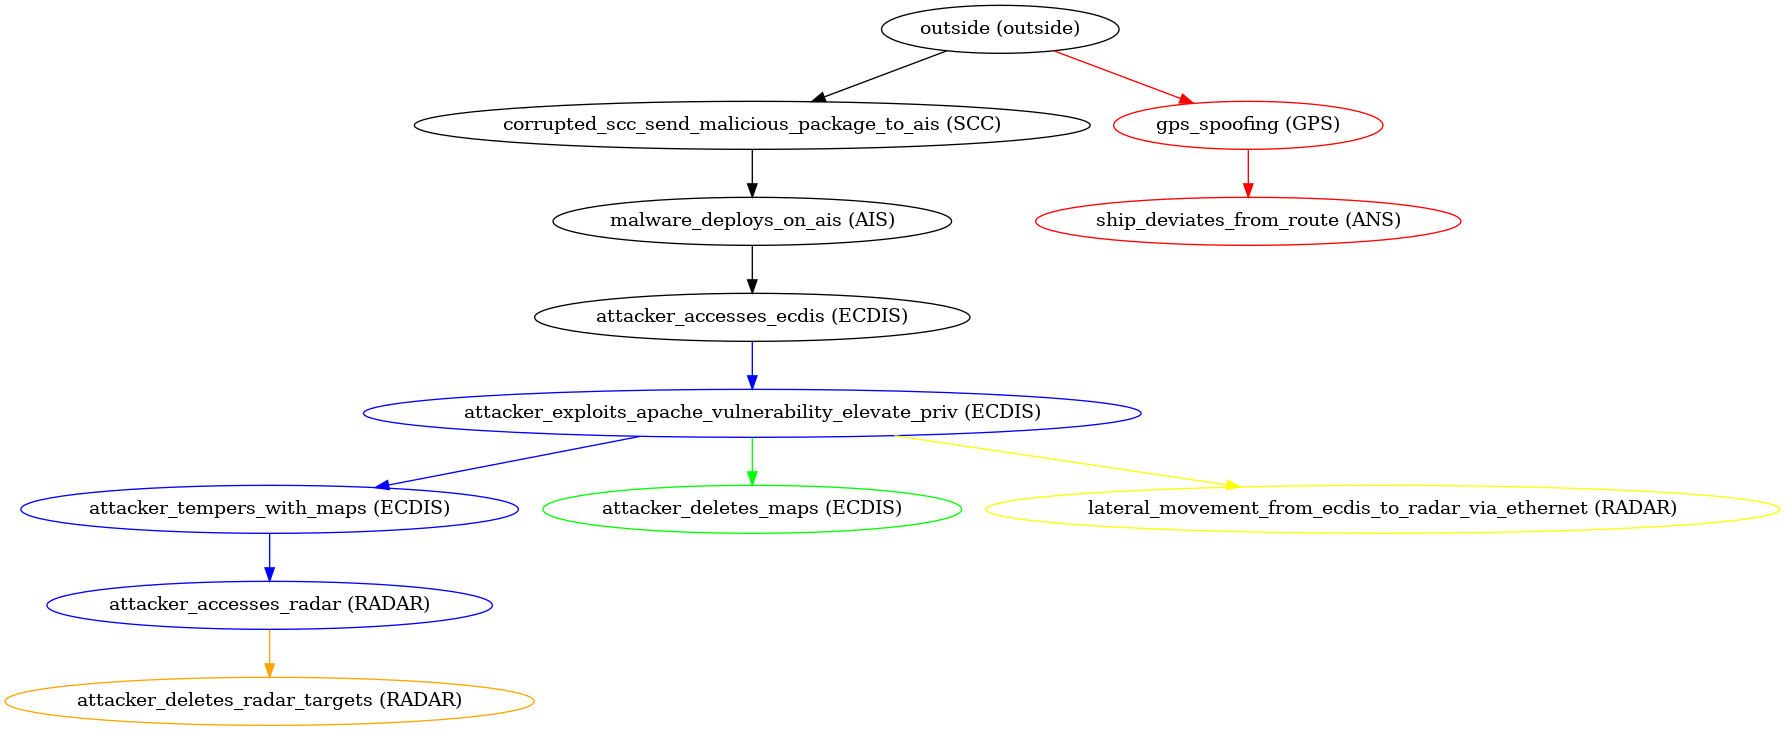 outside (outside)
corrupted_scc_send_malicious_package_to_ais (SCC)
gps_spoofing (GPS)
malware_deploys_on_ais (AIS)
ship_deviates_from_route (ANS)
attacker_accesses_ecdis (ECDIS)
attacker_exploits_apache_vulnerability_elevate_priv (ECDIS)
attacker_tempers_with_maps (ECDIS)
attacker_deletes_maps (ECDIS)
lateral_movement_from_ecdis_to_radar_via_ethernet (RADAR)
attacker_accesses_radar (RADAR)
attacker_deletes_radar_targets (RADAR)